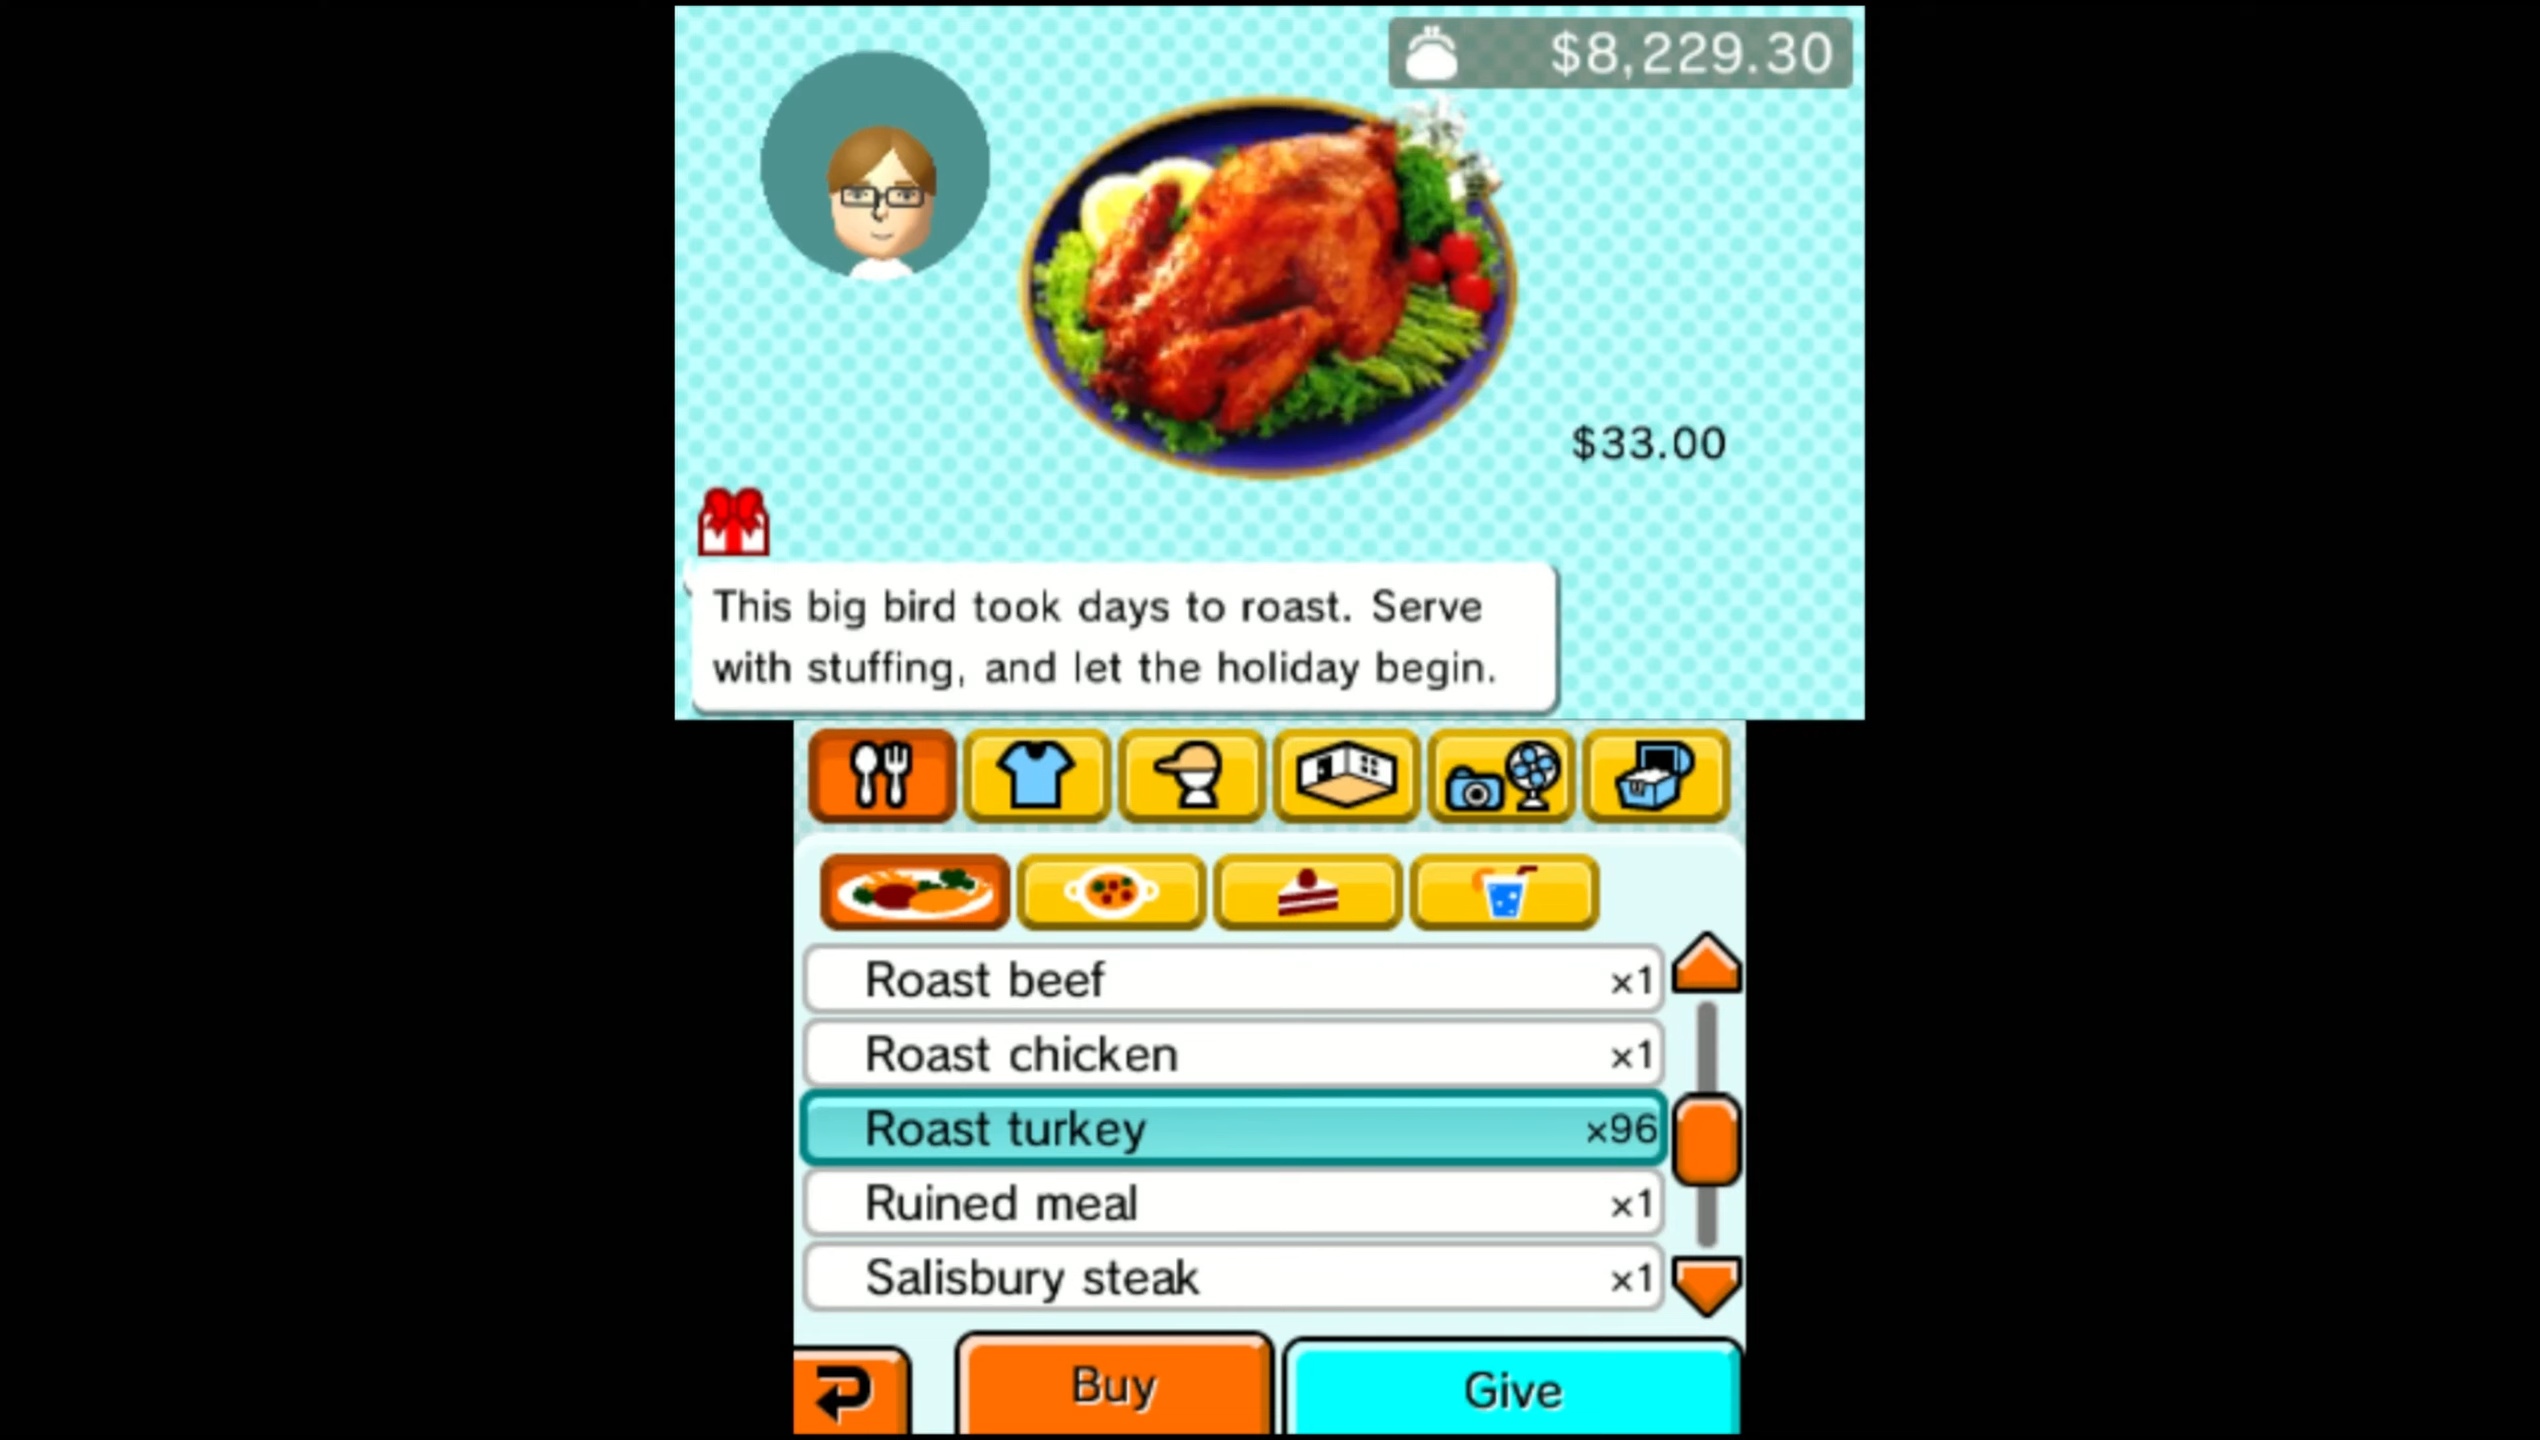 $8,229.30
$33.00
This big bird took days to roast. Serve
with stuffing, and let the holiday begin.
Roast beef ×1
Roast chicken ×1
Roast turkey ×96
Ruined meal ×1
Salisbury steak ×1
Buy
Give